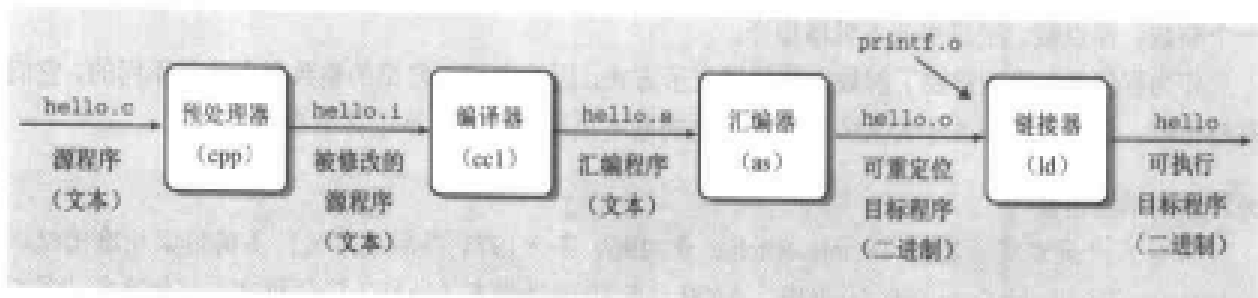 printf.o
hello.c
预处理器
(cpp)
hello.i
编译器
(cc1)
hello.s
汇编器
(as)
hello.o
链接器
(ld)
hello
源程序
(文本)
被修改的
源程序
(文本)
汇编程序
(文本)
可重定位
目标程序
(二进制)
可执行
目标程序
(二进制)